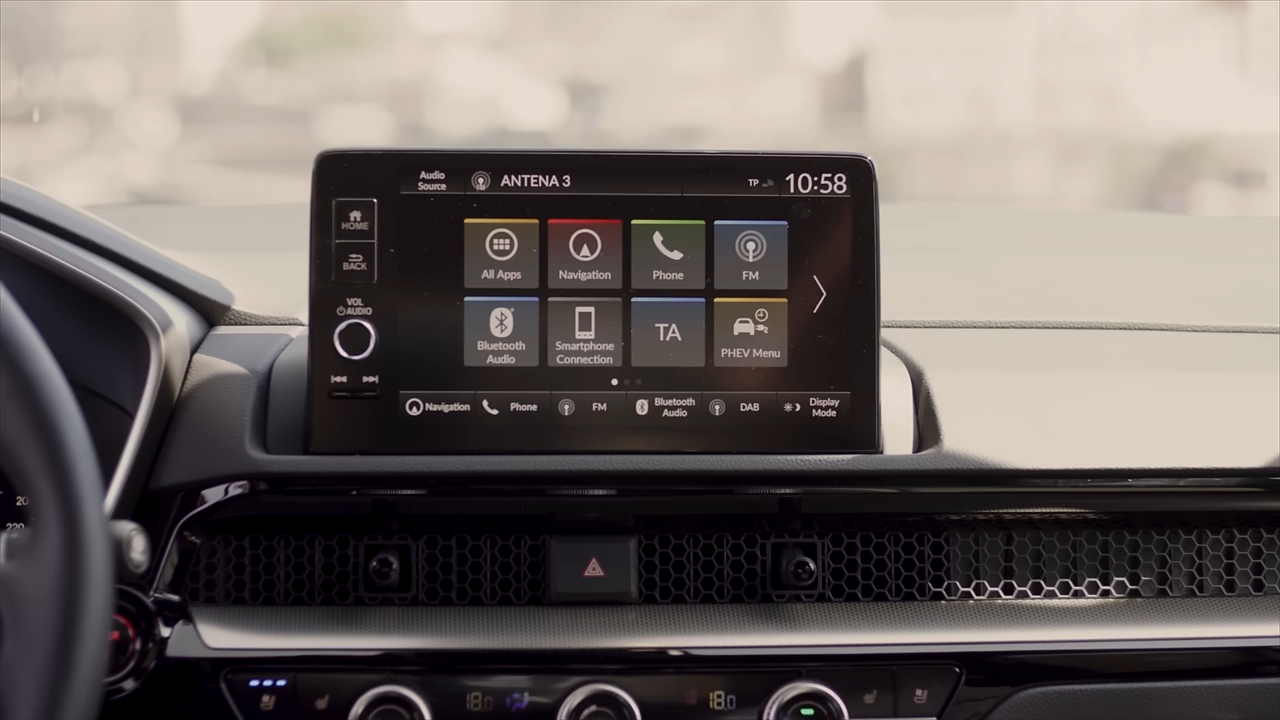 Audio
Source
ANTENA 3
TP
10:58
HOME
BACK
VOL
AUDIO
All Apps
Navigation
Phone
FM
Bluetooth
Audio
Smartphone
Connection
TA
PHEV Menu
Navigation
Phone
FM
Bluetooth
Audio
DAB
Display
Mode
220
18.0
18.0